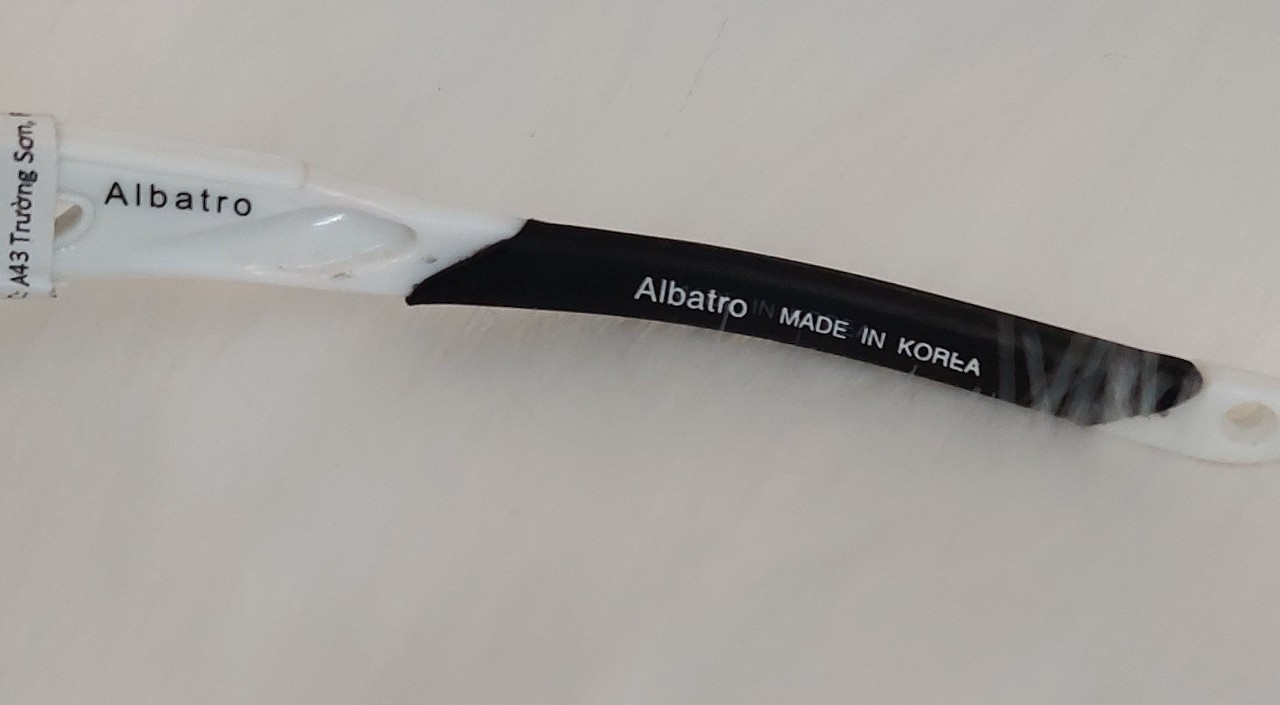 A43 Trường Sơn,
Albatro
Albatro MADE IN KOREA